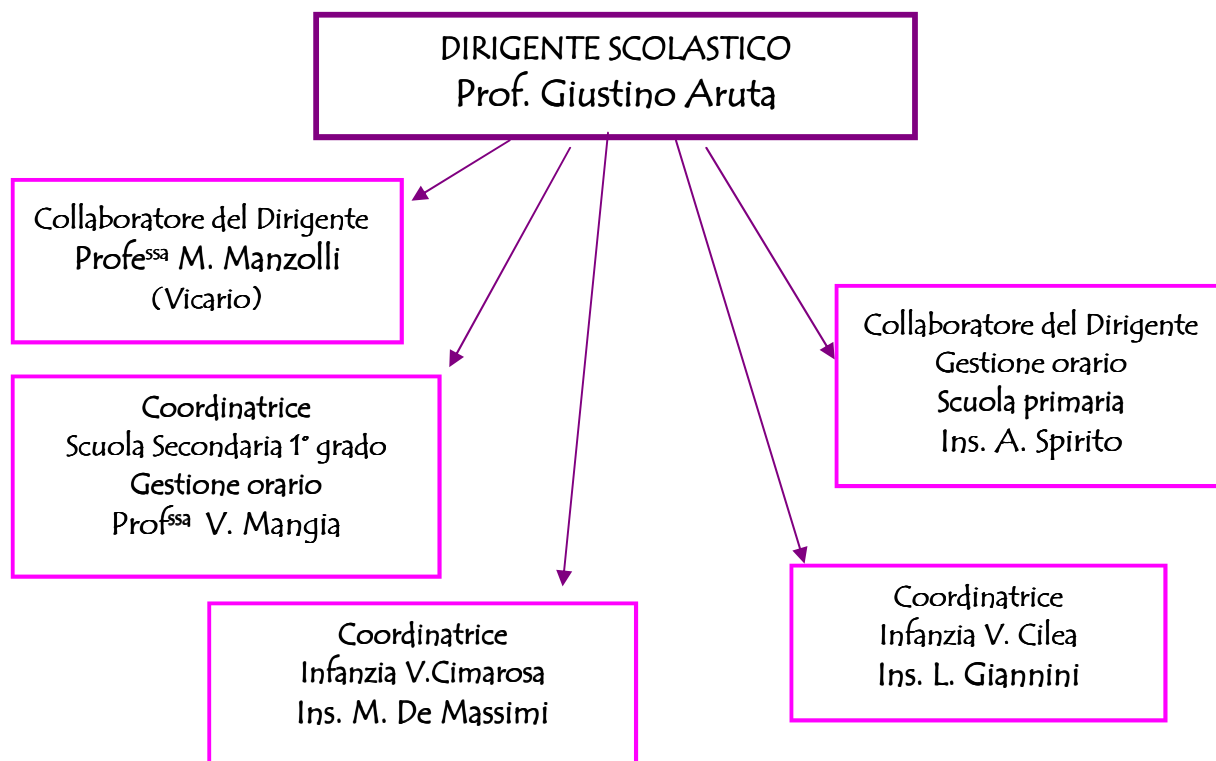 DIRIGENTE SCOLASTICO
Prof. Giustino Aruta
Collaboratore del Dirigente
Professa M. Manzolli
(Vicario)
Collaboratore del Dirigente
Gestione orario
Scuola primaria
Ins. A. Spirito
Coordinatrice
Scuola Secondaria 1° grado
Gestione orario
Profssa V. Mangia
Coordinatrice
Infanzia V.Cimarosa
Ins. M. De Massimi
Coordinatrice
Infanzia V. Cilea
Ins. L. Giannini